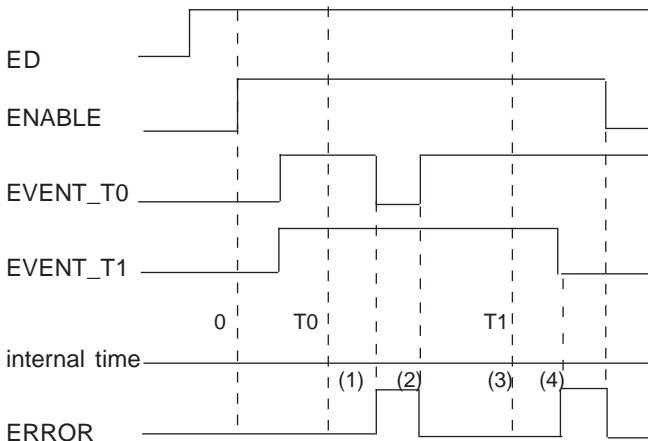 ED
ENABLE
EVENT_T0
EVENT_T1
0 T0 T1
internal time
(1) (2) (3) (4)
ERROR